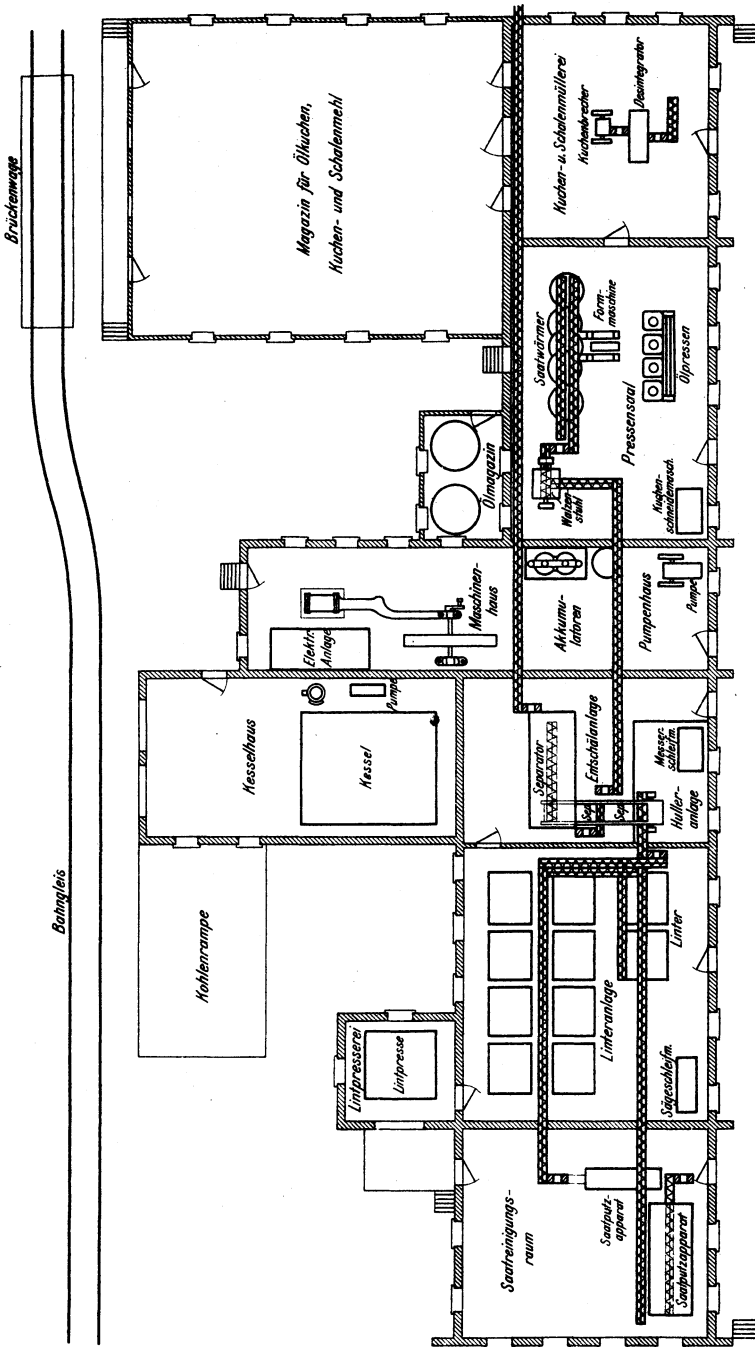 Brückenwage
Bahngleis
Magazin für Ölkuchen,
Kuchen- und Schalenmehl
Kuchen- u. Schalenmüllerei
Kuchenbrecher
Desintegrator
Saatwärmer
Form-
maschine
Pressensaal
Ölpressen
Walzen-
stuhl
Kuchen-
schneidemasch.
Ölmagazin
Maschinen-
haus
Elektr.
Anlage
Akkumu-
latoren
Pumpenhaus
Pumpe
Kesselhaus
Kessel
Pumpe
Separator
Entschälanlage
Sep
Sep
Messer-
schleifm.
Huller-
anlage
Kohlenrampe
Lintpresserei
Lintpresse
Linteranlage
Linter
Sägeschleifm.
Saatreinigungs-
raum
Saatputz-
apparat
Saatputzapparat